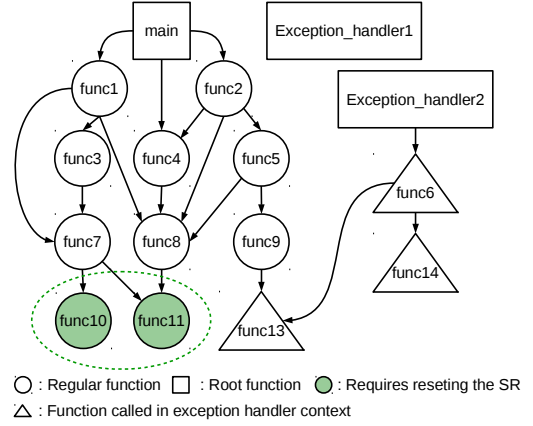 main
Exception_handler1
func1
func2
Exception_handler2
func3
func4
func5
func6
func7
func8
func9
func14
func10
func11
func13
: Regular function : Root function : Requires reseting the SR
: Function called in exception handler context